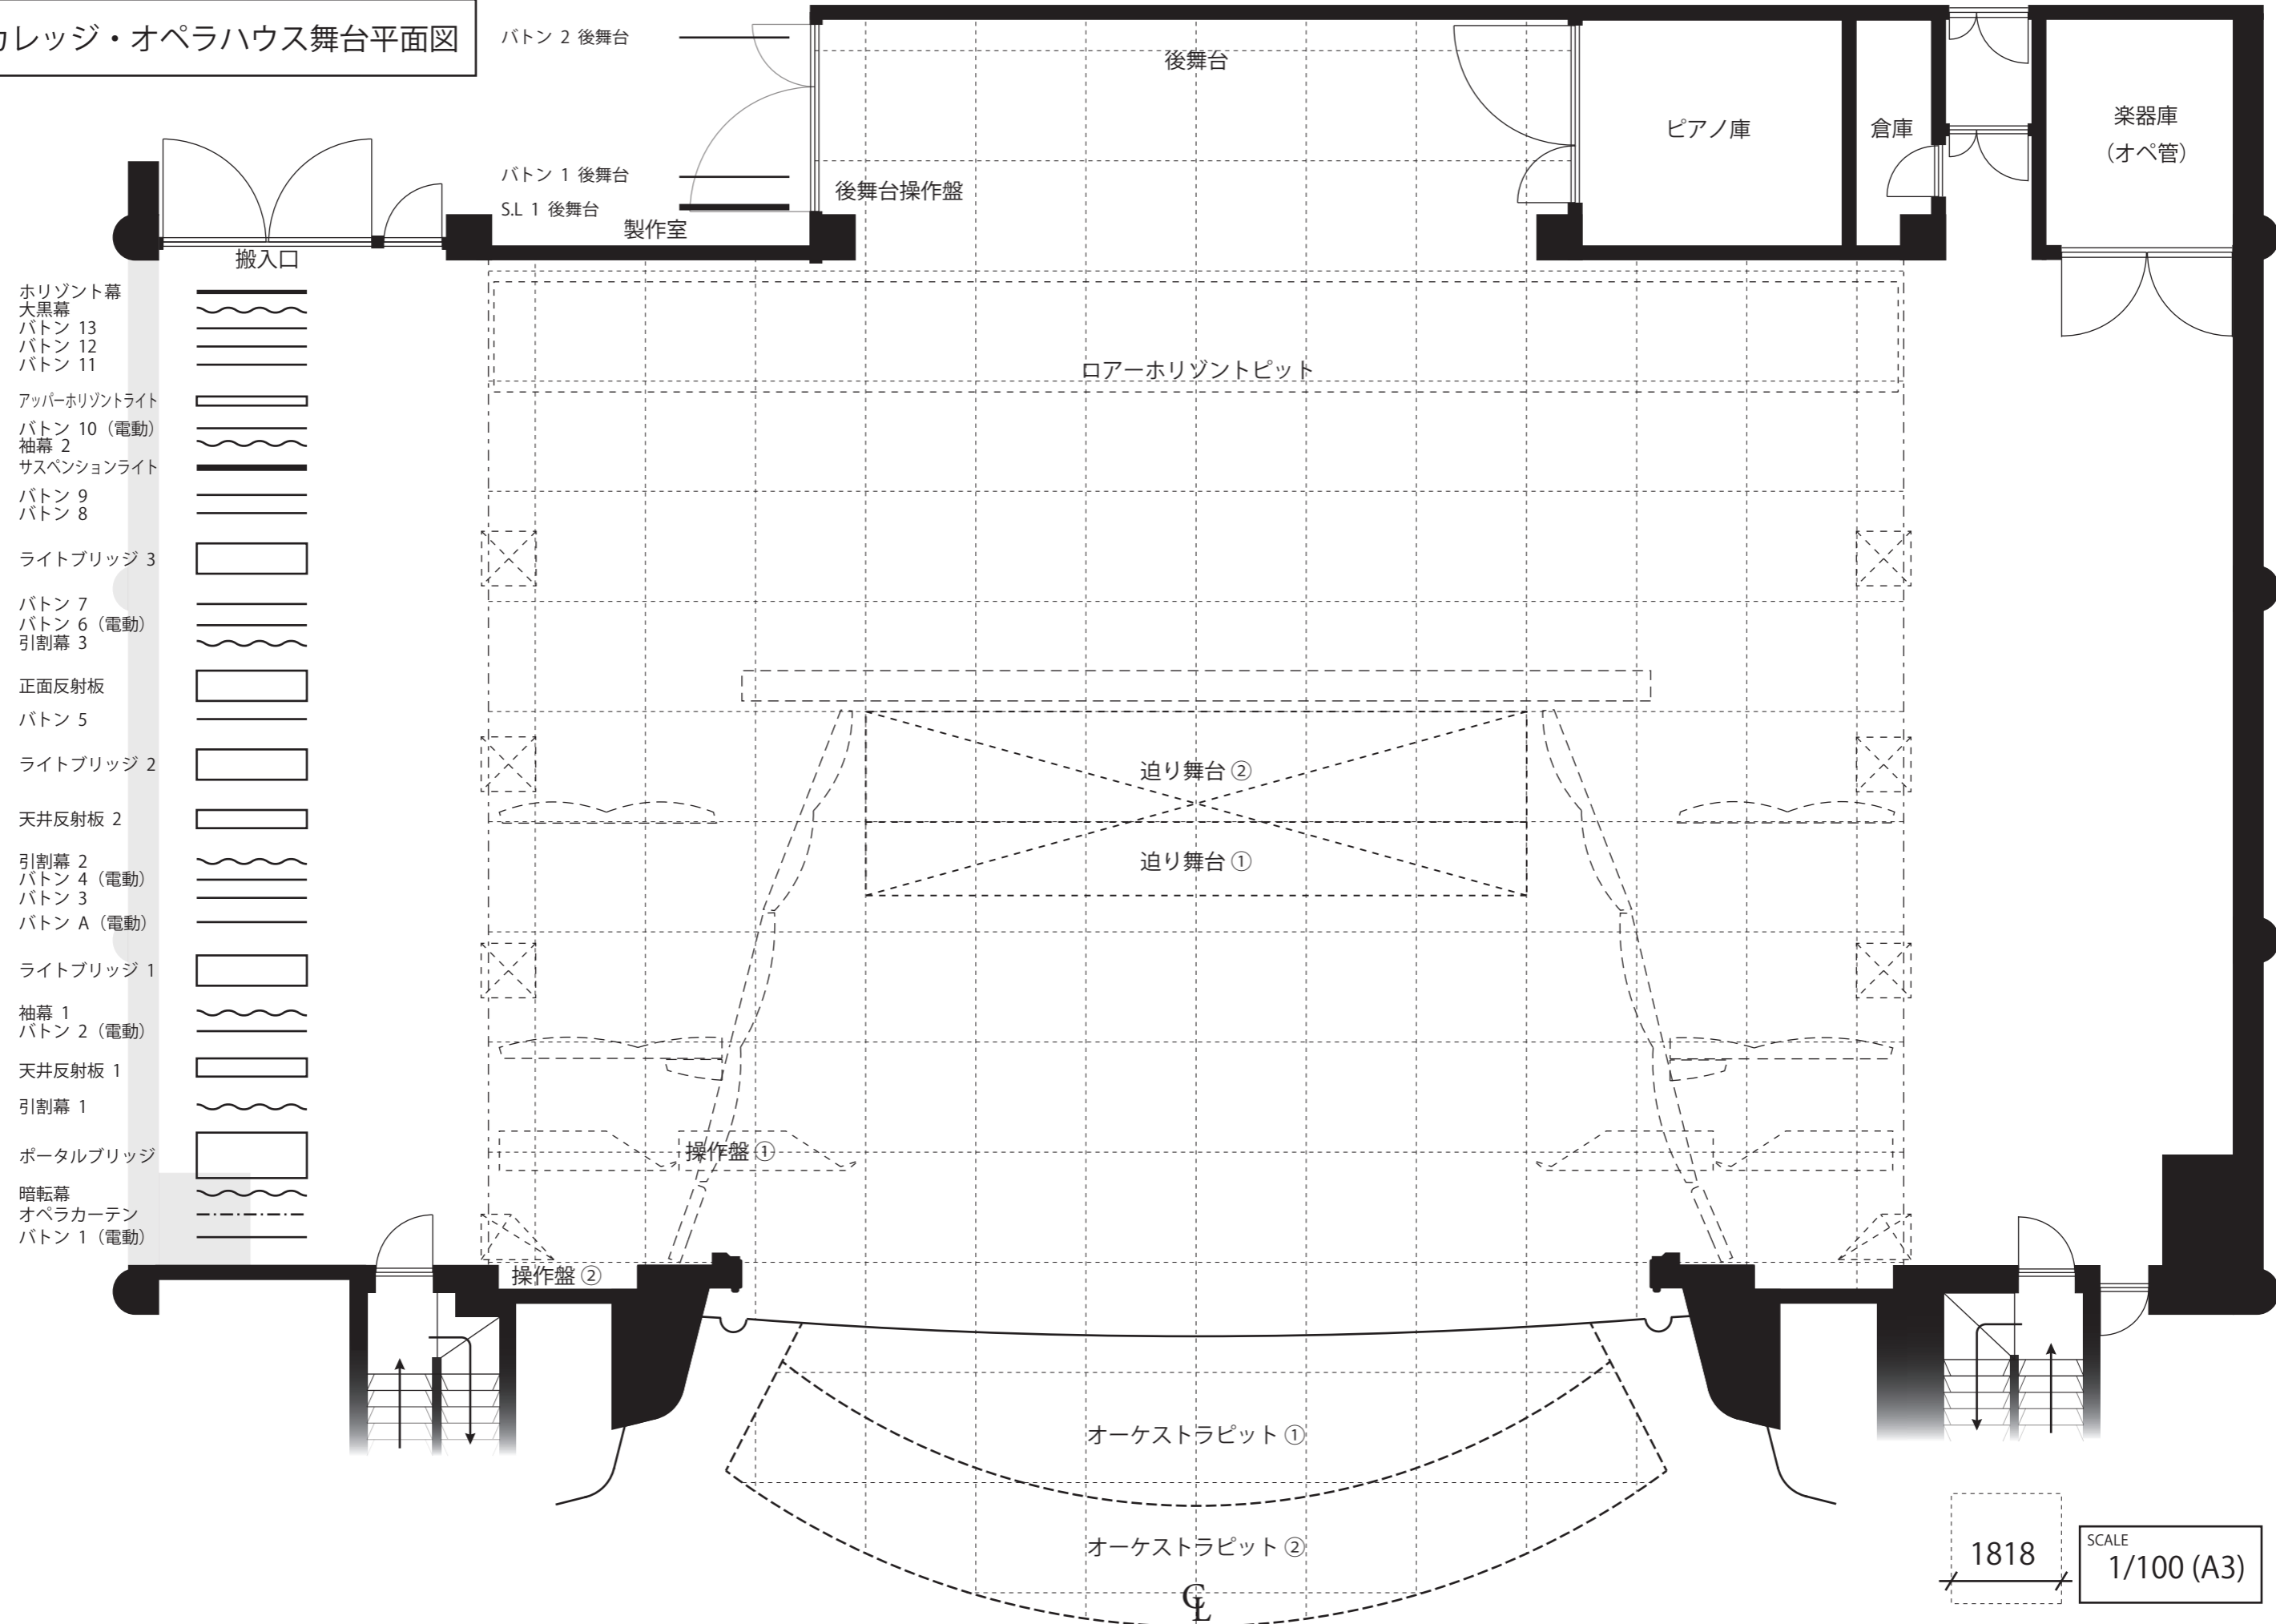 カレッジ・オペラハウス舞台平面図
バトン 2 後舞台
後舞台
ピアノ庫
倉庫
楽器庫
（オペ管）
バトン 1 後舞台
S.L 1 後舞台
後舞台操作盤
製作室
搬入口
ホリゾント幕
大黒幕
バトン 13
バトン 12
バトン 11
アッパーホリゾントライト
バトン 10（電動）
袖幕 2
サスペンションライト
バトン 9
バトン 8
ライトブリッジ 3
バトン 7
バトン 6（電動）
引割幕 3
正面反射板
バトン 5
ライトブリッジ 2
天井反射板 2
引割幕 2
バトン 4（電動）
バトン 3
バトン A（電動）
ライトブリッジ 1
袖幕 1
バトン 2（電動）
天井反射板 1
引割幕 1
ポータルブリッジ
暗転幕
オペラカーテン
バトン 1（電動）
ロアーホリゾントピット
迫り舞台 ②
迫り舞台 ①
操作盤 ①
操作盤 ②
オーケストラピット ①
オーケストラピット ②
CL
1818
SCALE
1/100 (A3)